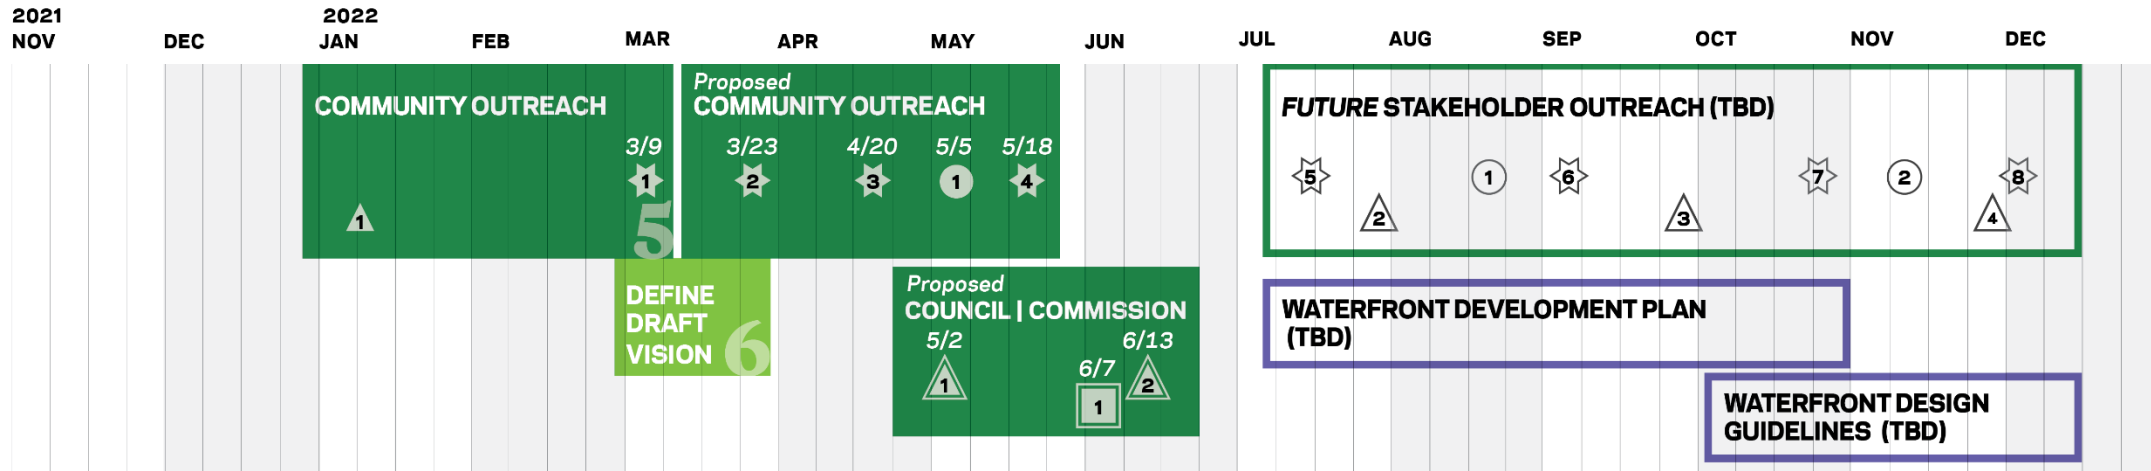 2021
2022
NOV
DEC
JAN
FEB
MAR
APR
MAY
JUN
JUL
AUG
SEP
OCT
NOV
DEC
COMMUNITY OUTREACH
3/9
1
1
5
Proposed
COMMUNITY OUTREACH
3/23
4/20
5/5
5/18
2
3
1
4
FUTURE STAKEHOLDER OUTREACH (TBD)
5
1
6
7
2
8
2
3
4
DEFINE
DRAFT
VISION
6
Proposed
COUNCIL | COMMISSION
5/2
6/13
6/7
1
2
1
WATERFRONT DEVELOPMENT PLAN
(TBD)
WATERFRONT DESIGN
GUIDELINES (TBD)